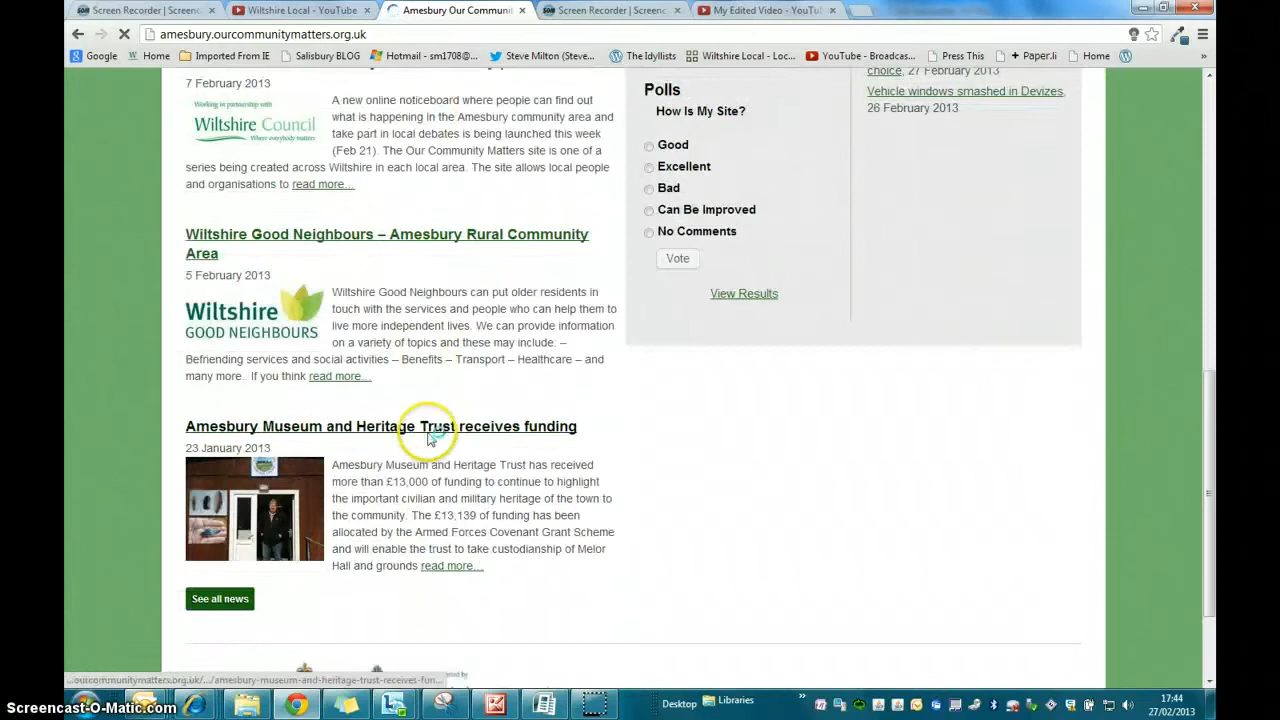 Screen Recorder | Screenc
Wiltshire Local - YouTube
Amesbury Our Communi
Screen Recorder | Screenc
My Edited Video - YouTub
amesbury.ourcommunitymatters.org.uk
Google
Home
Imported From IE
Salisbury BLOG
Hotmail - sm1708@...
Steve Milton (Steve...
The Idyllists
Wiltshire Local - Loc...
YouTube - Broadcas...
Press This
+ Paper.li
Home
»
7 February 2013
Working in partnership with
Wiltshire Council
Where everybody matters
A new online noticeboard where people can find out
what is happening in the Amesbury community area and
take part in local debates is being launched this week
(Feb 21). The Our Community Matters site is one of a
series being created across Wiltshire in each local area. The site allows local people
and organisations to read more...
Wiltshire Good Neighbours – Amesbury Rural Community
Area
5 February 2013
Wiltshire
GOOD NEIGHBOURS
Wiltshire Good Neighbours can put older residents in
touch with the services and people who can help them to
live more independent lives. We can provide information
on a variety of topics and these may include. –
Befriending services and social activities – Benefits – Transport – Healthcare – and
many more.. If you think read more...
Amesbury Museum and Heritage Trust receives funding
23 January 2013
Amesbury Museum and Heritage Trust has received
more than £13,000 of funding to continue to highlight
the important civilian and military heritage of the town to
the community. The £13,139 of funding has been
allocated by the Armed Forces Covenant Grant Scheme
and will enable the trust to take custodianship of Melor
Hall and grounds read more...
See all news
Polls
How Is My Site?
Good
Excellent
Bad
Can Be Improved
No Comments
Vote
View Results
choice, 27 February 2013
Vehicle windows smashed in Devizes,
26 February 2013
ourcommunitymatters.org.uk/.../amesbury-museum-and-heritage-trust-receives-fun...
Desktop
Libraries
»
17:44
27/02/2013
Screencast-O-Matic.com